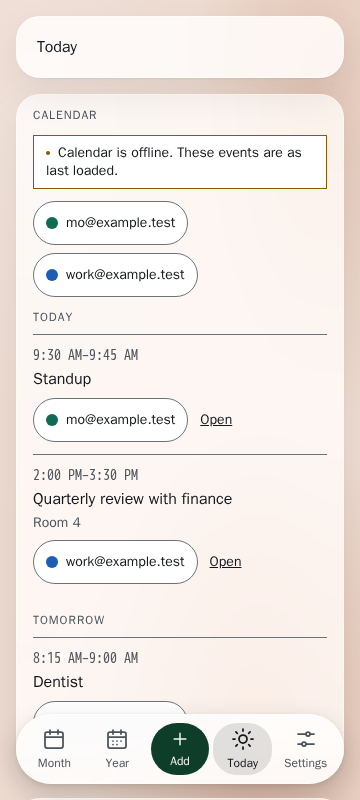 Today
CALENDAR
• Calendar is offline. These events are as
last loaded.
mo@example.test
work@example.test
TODAY
9:30 AM–9:45 AM
Standup
mo@example.test Open
2:00 PM–3:30 PM
Quarterly review with finance
Room 4
work@example.test Open
TOMORROW
8:15 AM–9:00 AM
Dentist
Month Year Add Today Settings